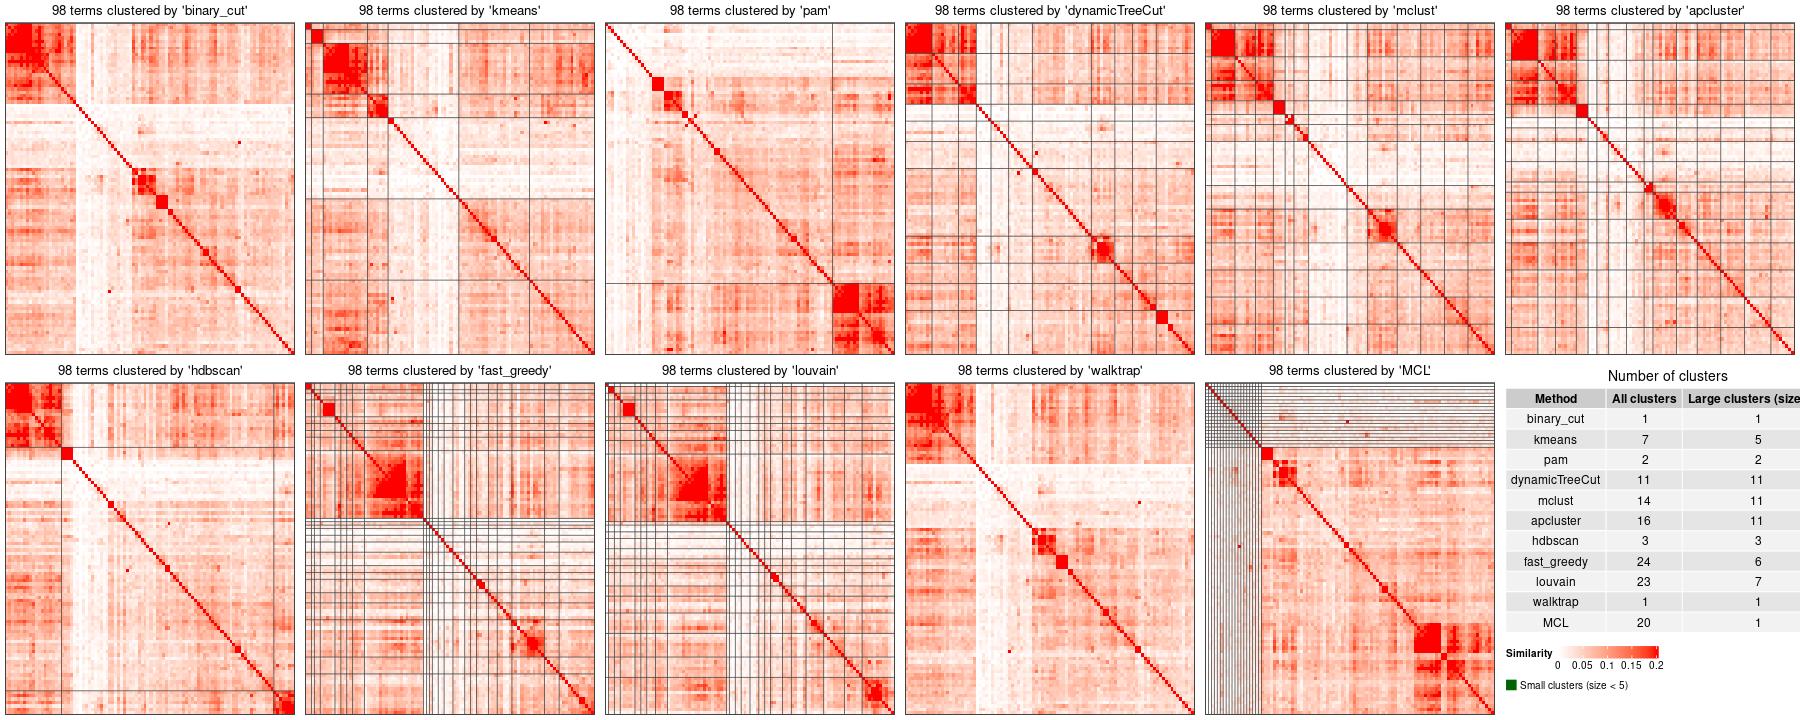 98 terms clustered by 'binary_cut'
98 terms clustered by 'kmeans'
98 terms clustered by 'pam'
98 terms clustered by 'dynamicTreeCut'
98 terms clustered by 'mclust'
98 terms clustered by 'apcluster'
98 terms clustered by 'hdbscan'
98 terms clustered by 'fast_greedy'
98 terms clustered by 'louvain'
98 terms clustered by 'walktrap'
98 terms clustered by 'MCL'
Number of clusters
Method All clusters Large clusters (size
binary_cut 1 1
kmeans 7 5
pam 2 2
dynamicTreeCut 11 11
mclust 14 11
apcluster 16 11
hdbscan 3 3
fast_greedy 24 6
louvain 23 7
walktrap 1 1
MCL 20 1
Similarity
0 0.05 0.1 0.15 0.2
Small clusters (size < 5)